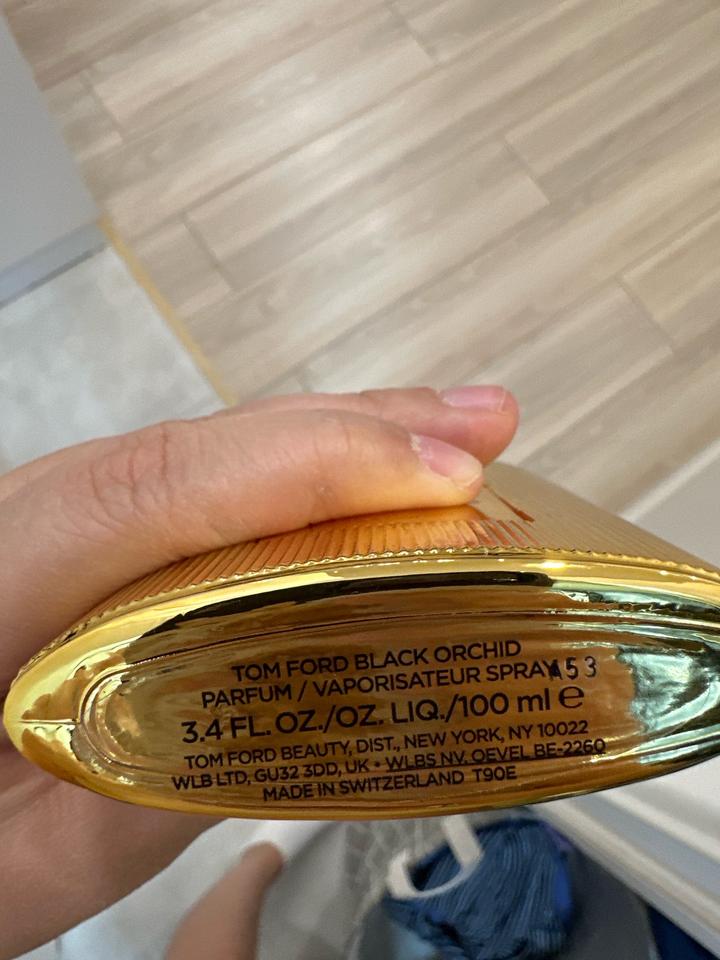 TOM FORD BLACK ORCHID
PARFUM / VAPORISATEUR SPRAY A53
3.4 FL. OZ./OZ. LIQ./100 ml ℮
TOM FORD BEAUTY, DIST., NEW YORK, NY 10022
WLB LTD, GU32 3DD, UK • WLBS NV. OEVEL BE-2260
MADE IN SWITZERLAND T90E